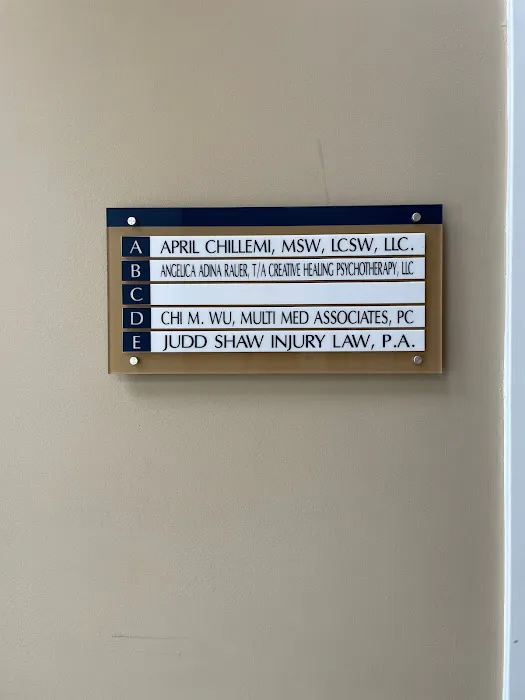 A APRIL CHILLEMI, MSW, LCSW, LLC.
B ANGELICA ADINA RAUER, T/A CREATIVE HEALING PSYCHOTHERAPY, LLC
C
D CHI M. WU, MULTI MED ASSOCIATES, PC
E JUDD SHAW INJURY LAW, P.A.